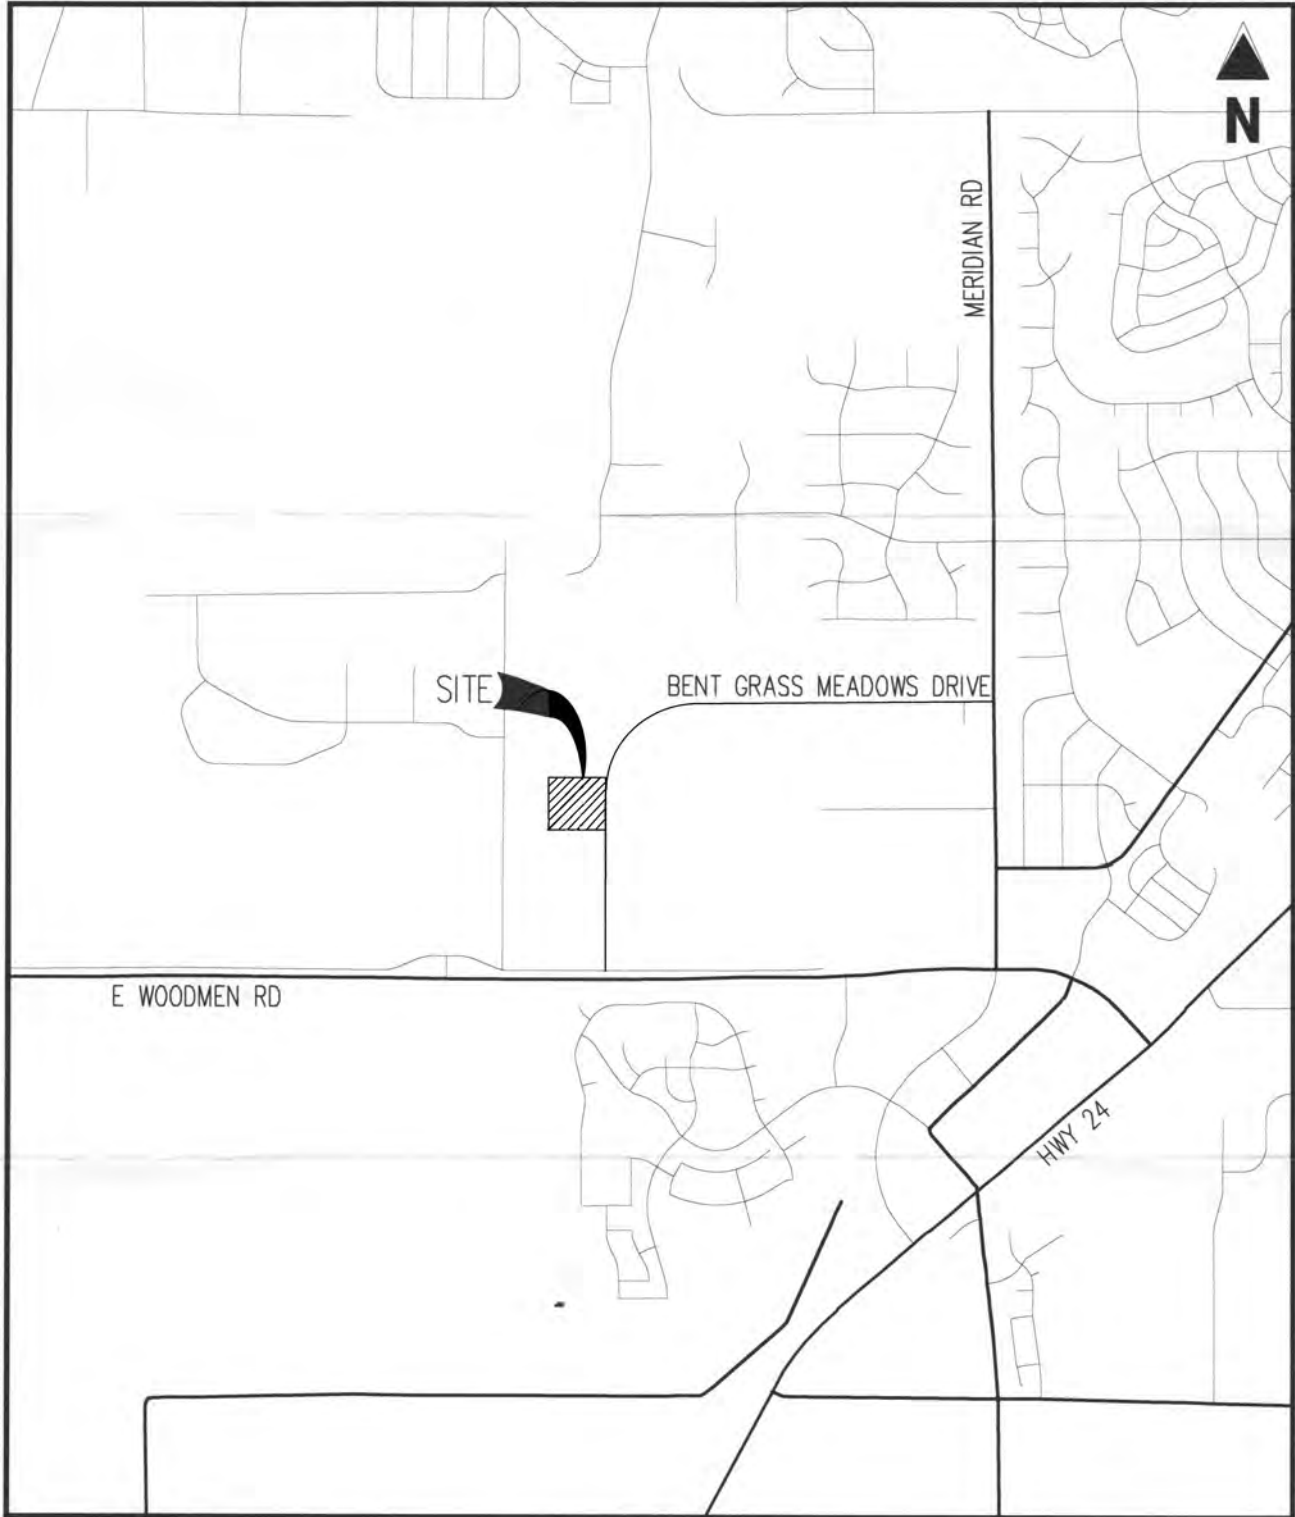 N
MERIDIAN RD
SITE
BENT GRASS MEADOWS DRIVE
E WOODMEN RD
HWY 24